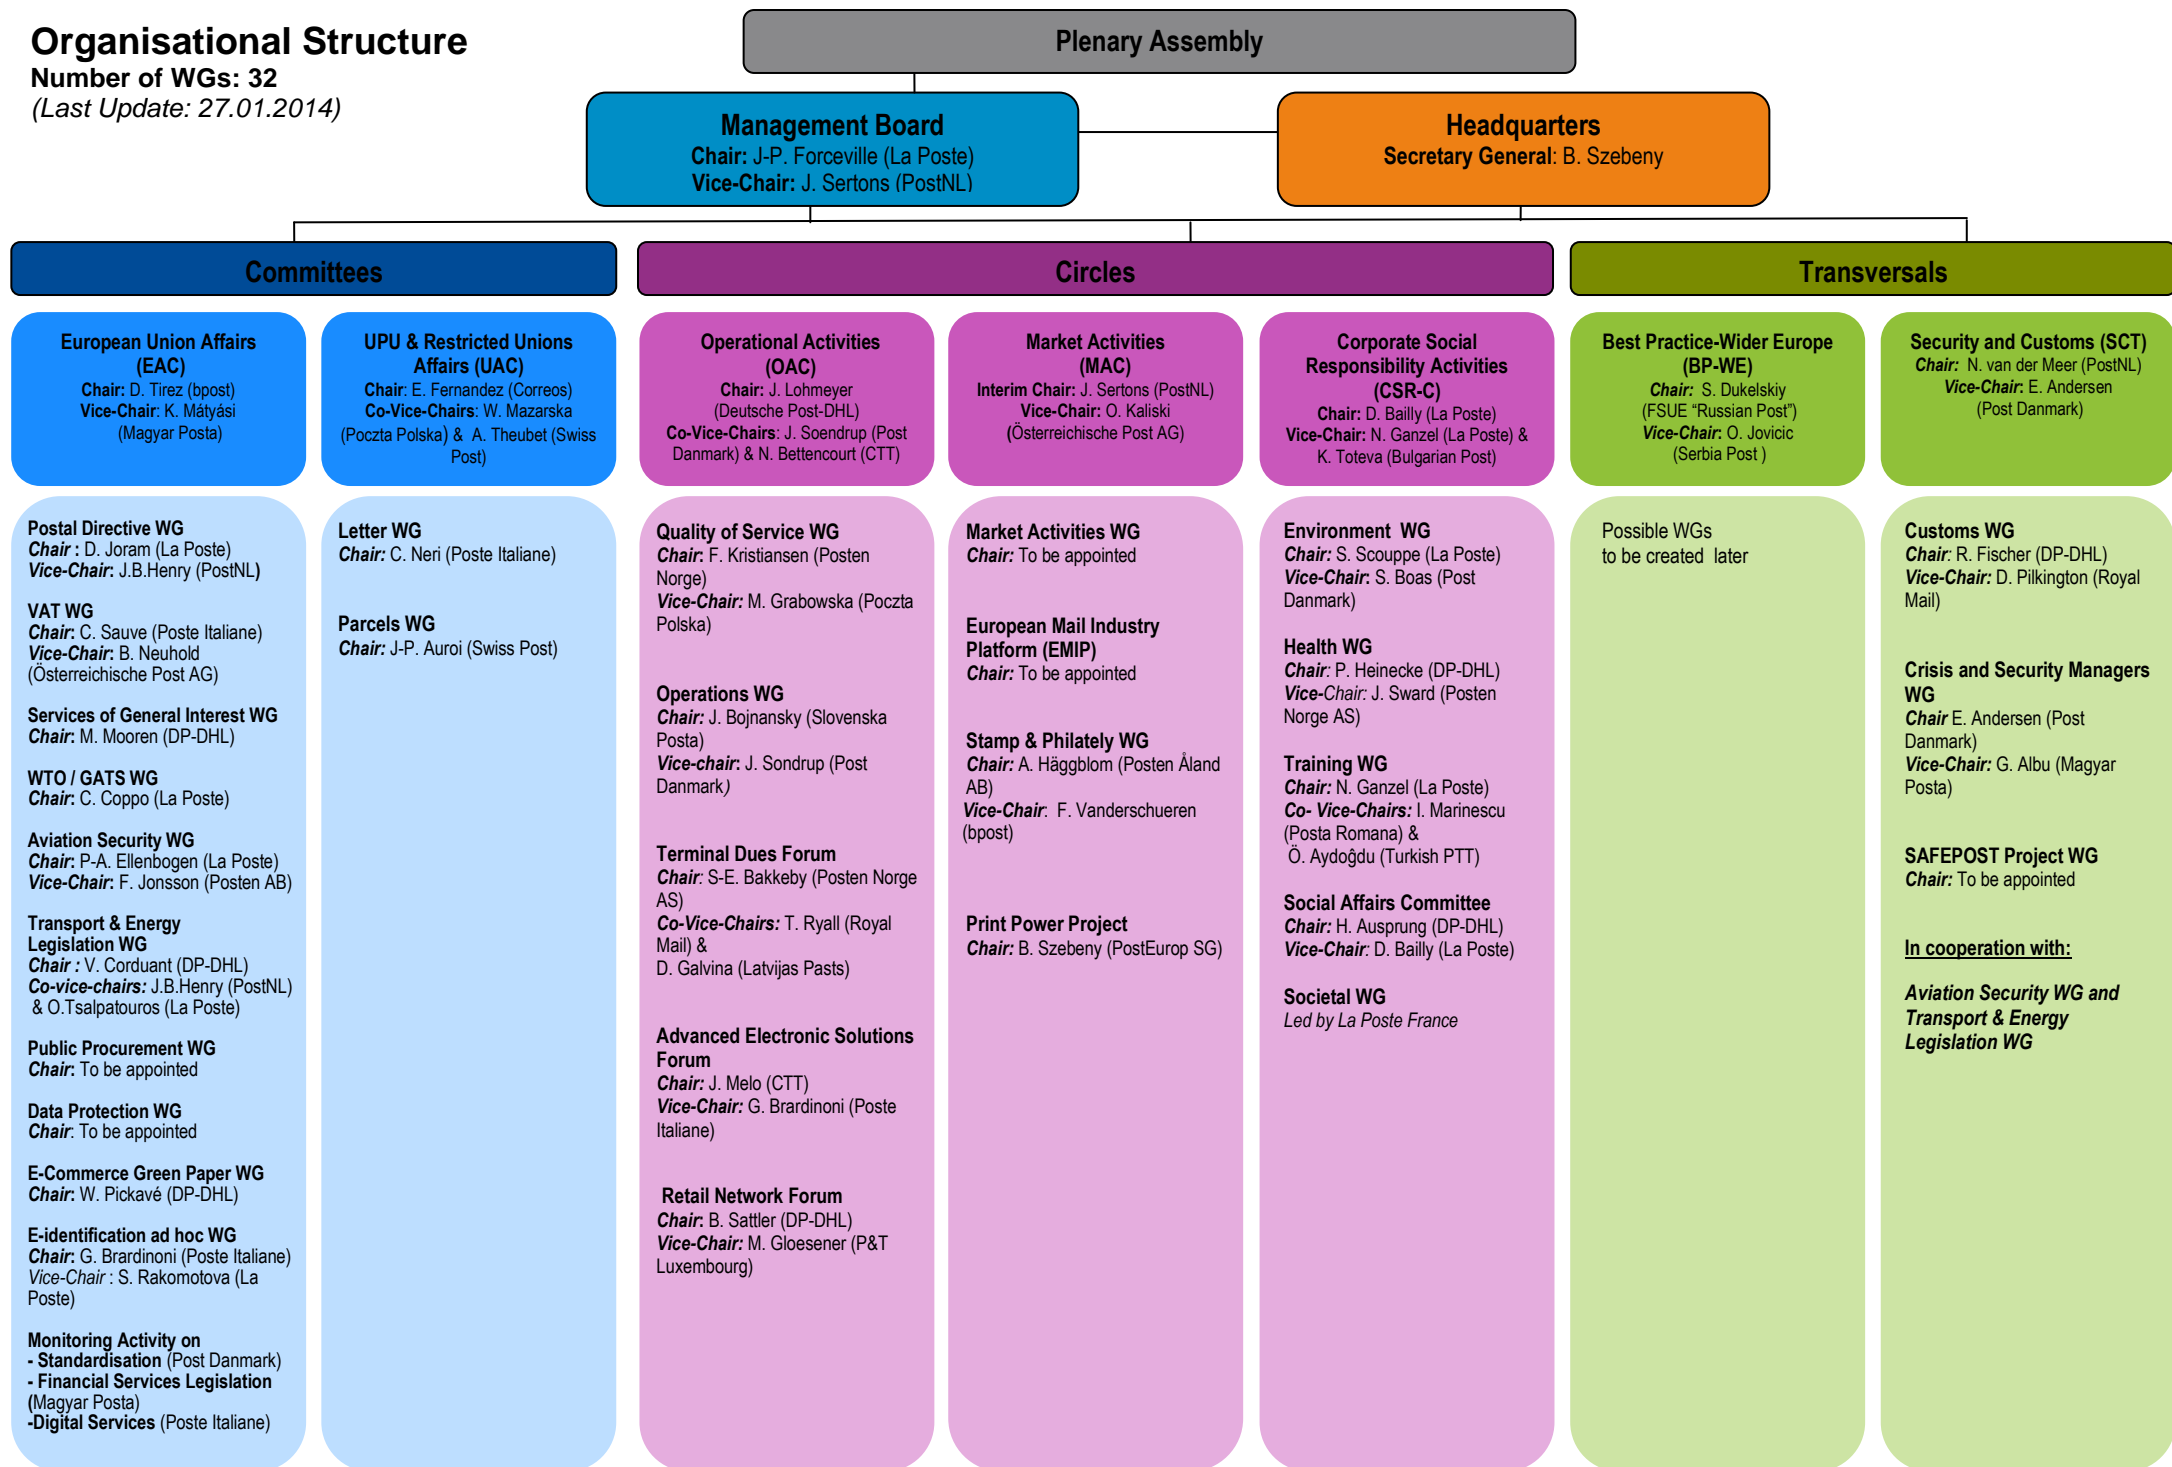 Organisational Structure
Number of WGs: 32
(Last Update: 27.01.2014)
Plenary Assembly
Management Board
Chair: J-P. Forceville (La Poste)
Vice-Chair: J. Sertons (PostNL)
Headquarters
Secretary General: B. Szebeny
Committees
Circles
Transversals
European Union Affairs
(EAC)
Chair: D. Tirez (bpost)
Vice-Chair: K. Mátyási
(Magyar Posta)
UPU & Restricted Unions
Affairs (UAC)
Chair: E. Fernandez (Correos)
Co-Vice-Chairs: W. Mazarska
(Poczta Polska) & A. Theubet (Swiss
Post)
Operational Activities
(OAC)
Chair: J. Lohmeyer
(Deutsche Post-DHL)
Co-Vice-Chairs: J. Soendrup (Post
Danmark) & N. Bettencourt (CTT)
Market Activities
(MAC)
Interim Chair: J. Sertons (PostNL)
Vice-Chair: O. Kaliski
(Österreichische Post AG)
Corporate Social
Responsibility Activities
(CSR-C)
Chair: D. Bailly (La Poste)
Vice-Chair: N. Ganzel (La Poste) &
K. Toteva (Bulgarian Post)
Best Practice-Wider Europe
(BP-WE)
Chair: S. Dukelskiy
(FSUE “Russian Post”)
Vice-Chair: O. Jovicic
(Serbia Post )
Security and Customs (SCT)
Chair: N. van der Meer (PostNL)
Vice-Chair: E. Andersen
(Post Danmark)
Postal Directive WG
Chair : D. Joram (La Poste)
Vice-Chair: J.B.Henry (PostNL)
VAT WG
Chair: C. Sauve (Poste Italiane)
Vice-Chair: B. Neuhold
(Österreichische Post AG)
Services of General Interest WG
Chair: M. Mooren (DP-DHL)
WTO / GATS WG
Chair: C. Coppo (La Poste)
Aviation Security WG
Chair: P-A. Ellenbogen (La Poste)
Vice-Chair: F. Jonsson (Posten AB)
Transport & Energy
Legislation WG
Chair : V. Corduant (DP-DHL)
Co-vice-chairs: J.B.Henry (PostNL)
& O.Tsalpatouros (La Poste)
Public Procurement WG
Chair: To be appointed
Data Protection WG
Chair: To be appointed
E-Commerce Green Paper WG
Chair: W. Pickavé (DP-DHL)
E-identification ad hoc WG
Chair: G. Brardinoni (Poste Italiane)
Vice-Chair : S. Rakomotova (La
Poste)
Monitoring Activity on
- Standardisation (Post Danmark)
- Financial Services Legislation
(Magyar Posta)
-Digital Services (Poste Italiane)
Letter WG
Chair: C. Neri (Poste Italiane)
Parcels WG
Chair: J-P. Auroi (Swiss Post)
Quality of Service WG
Chair: F. Kristiansen (Posten
Norge)
Vice-Chair: M. Grabowska (Poczta
Polska)
Operations WG
Chair: J. Bojnansky (Slovenska
Posta)
Vice-chair: J. Sondrup (Post
Danmark)
Terminal Dues Forum
Chair: S-E. Bakkeby (Posten Norge
AS)
Co-Vice-Chairs: T. Ryall (Royal
Mail) &
D. Galvina (Latvijas Pasts)
Advanced Electronic Solutions
Forum
Chair: J. Melo (CTT)
Vice-Chair: G. Brardinoni (Poste
Italiane)
Retail Network Forum
Chair: B. Sattler (DP-DHL)
Vice-Chair: M. Gloesener (P&T
Luxembourg)
Market Activities WG
Chair: To be appointed
European Mail Industry
Platform (EMIP)
Chair: To be appointed
Stamp & Philately WG
Chair: A. Häggblom (Posten Åland
AB)
Vice-Chair: F. Vanderschueren
(bpost)
Print Power Project
Chair: B. Szebeny (PostEurop SG)
Environment WG
Chair: S. Scouppe (La Poste)
Vice-Chair: S. Boas (Post
Danmark)
Health WG
Chair: P. Heinecke (DP-DHL)
Vice-Chair: J. Sward (Posten
Norge AS)
Training WG
Chair: N. Ganzel (La Poste)
Co- Vice-Chairs: I. Marinescu
(Posta Romana) &
Ö. Aydoĝdu (Turkish PTT)
Social Affairs Committee
Chair: H. Ausprung (DP-DHL)
Vice-Chair: D. Bailly (La Poste)
Societal WG
Led by La Poste France
Possible WGs
to be created later
Customs WG
Chair: R. Fischer (DP-DHL)
Vice-Chair: D. Pilkington (Royal
Mail)
Crisis and Security Managers
WG
Chair E. Andersen (Post
Danmark)
Vice-Chair: G. Albu (Magyar
Posta)
SAFEPOST Project WG
Chair: To be appointed
In cooperation with:
Aviation Security WG and
Transport & Energy
Legislation WG